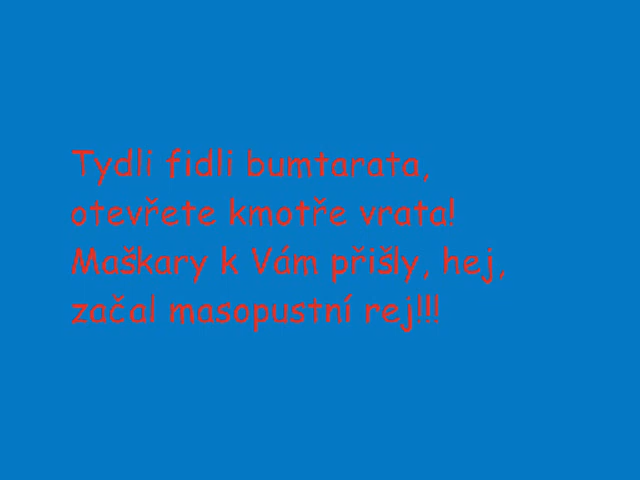 Tydli fidli bumtarata,
otevřete kmotře vrata!
Maškary k Vám přišly, hej,
začal masopustní rej!!!